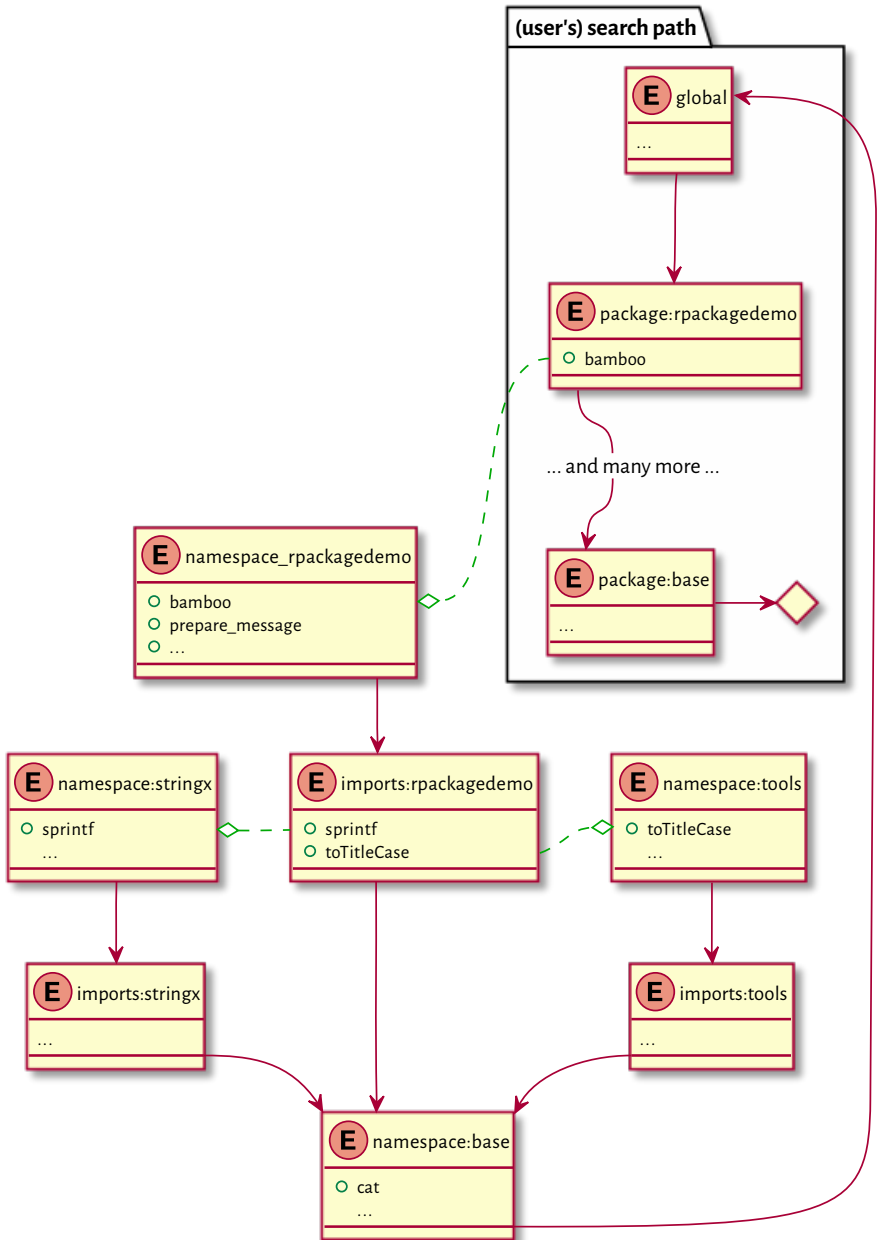 (user's) search path
E global
...
E package:rpackagedemo
bamboo
... and many more ...
E package:base
...
E namespace_rpackagedemo
bamboo
prepare_message
...
E namespace:stringx
sprintf
...
E imports:rpackagedemo
sprintf
toTitleCase
E namespace:tools
toTitleCase
...
E imports:stringx
...
E imports:tools
...
E namespace:base
cat
...